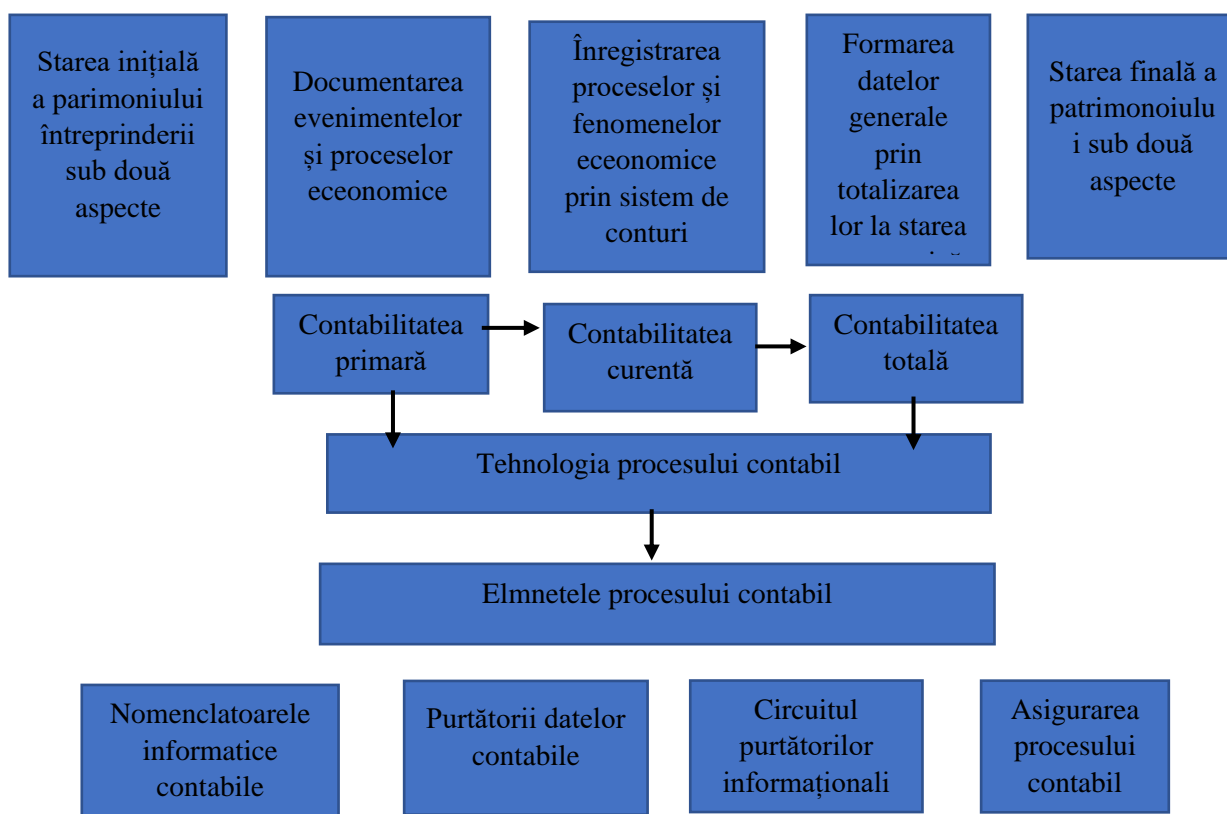 Starea inițială
a parimoniului
întreprinderii
sub două
aspecte
Documentarea
evenimentelor
și proceselor
eceonomice
Înregistrarea
proceselor și
fenomenelor
eceonomice
prin sistem de
conturi
Formarea
datelor
generale
prin
totalizarea
lor la starea
Starea finală a
patrimonoiulu
i sub două
aspecte
Contabilitatea
primară
Contabilitatea
curentă
Contabilitatea
totală
Tehnologia procesului contabil
Elmnetele procesului contabil
Nomenclatoarele
informatice
contabile
Purtătorii datelor
contabile
Circuitul
purtătorilor
informaționali
Asigurarea
procesului
contabil